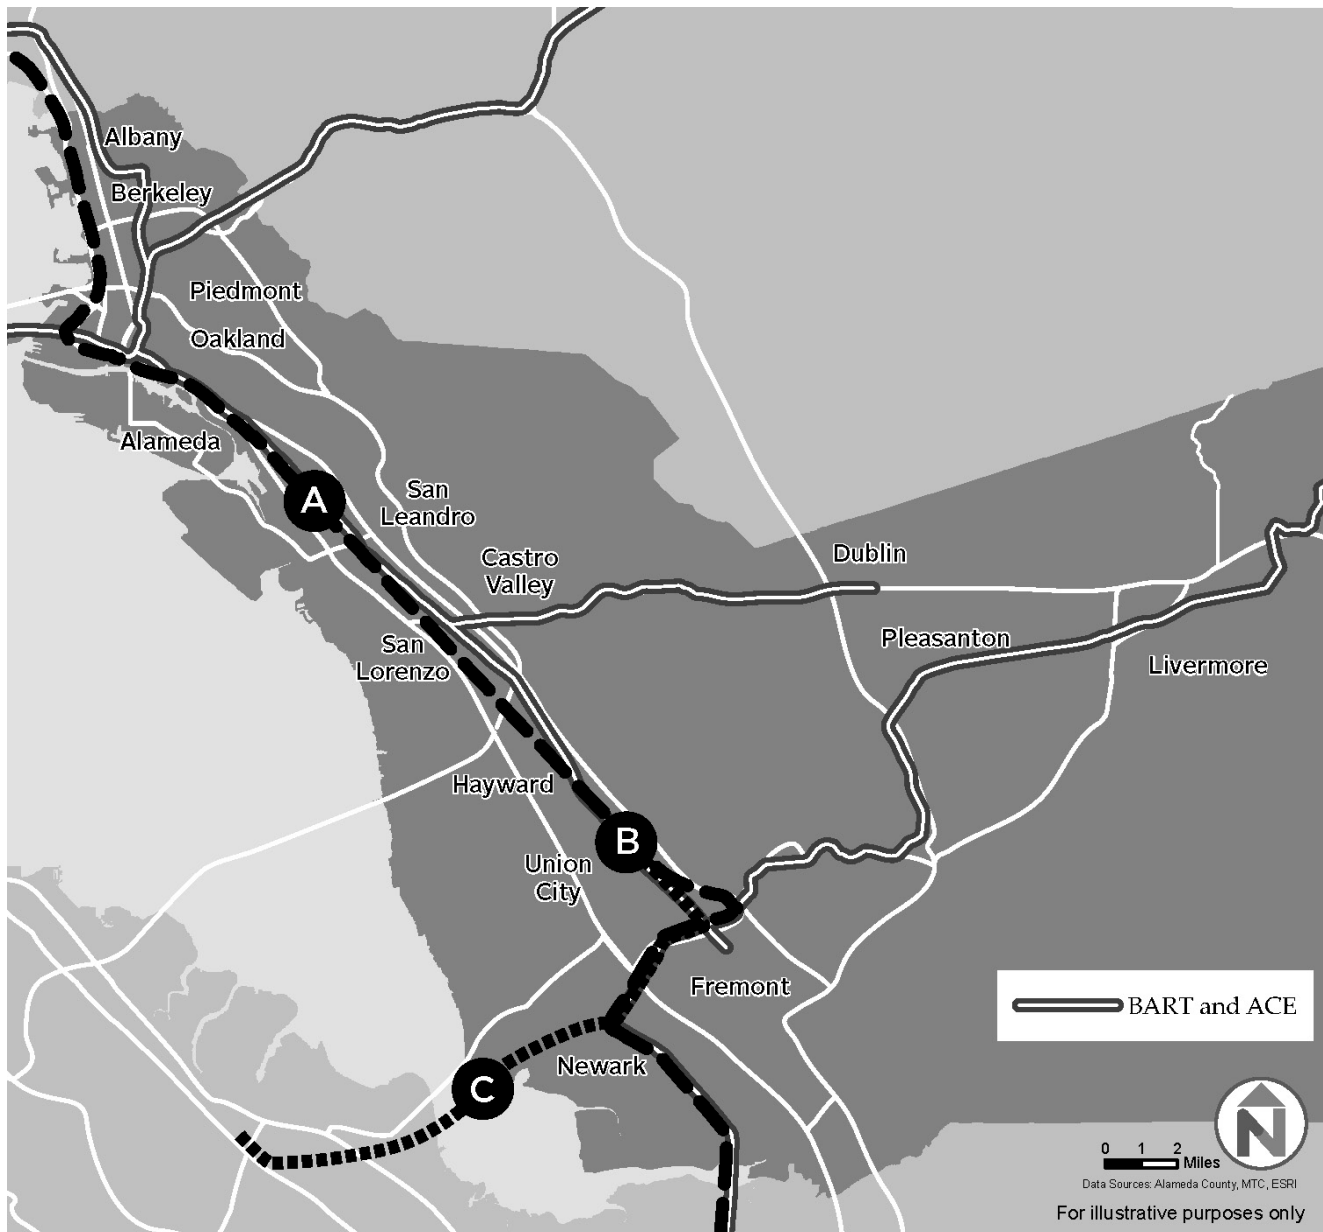 Albany
Berkeley
Piedmont
Oakland
Alameda
A
San
Leandro
Castro
Valley
Dublin
San
Lorenzo
Pleasanton
Livermore
Hayward
B
Union
City
Fremont
BART and ACE
Newark
C
N
0 1 2
Miles
Data Sources: Alameda County, MTC, ESRI
For illustrative purposes only